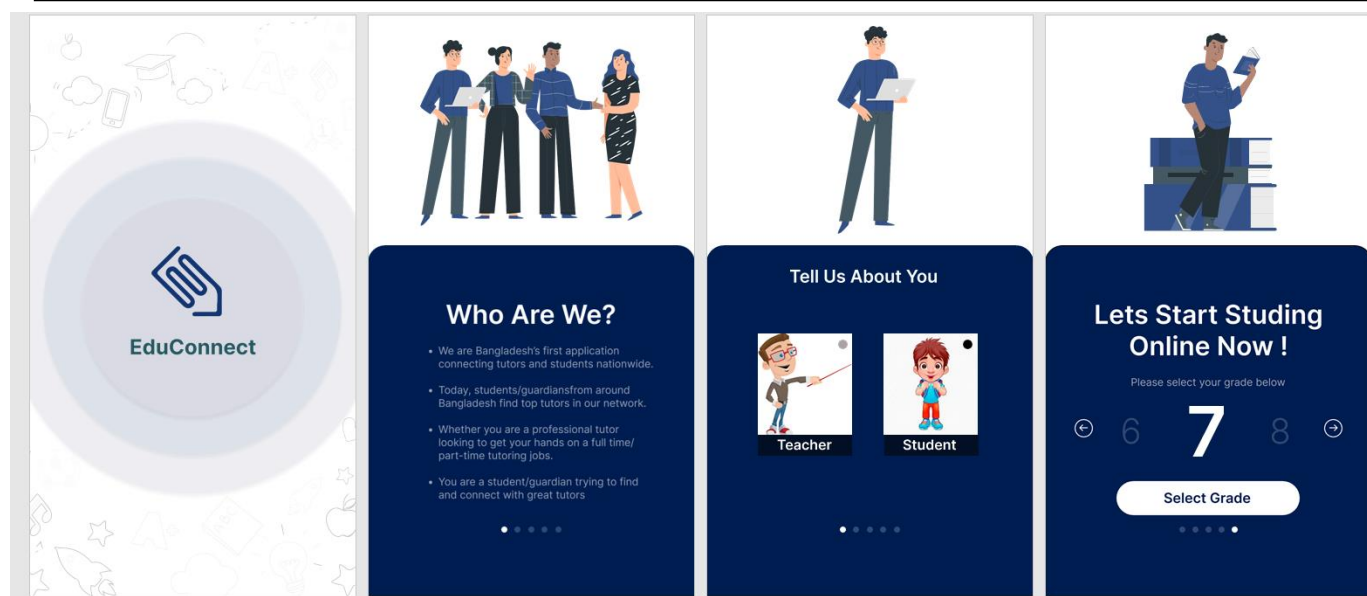 EduConnect
Who Are We?
• We are Bangladesh's first application
connecting tutors and students nationwide.
• Today, students/guardiansfrom around
Bangladesh find top tutors in our network.
• Whether you are a professional tutor
looking to get your hands on a full time/
part-time tutoring jobs.
• You are a student/guardian trying to find
and connect with great tutors
Tell Us About You
Teacher
Student
Lets Start Studing
Online Now !
Please select your grade below
6 7 8
Select Grade